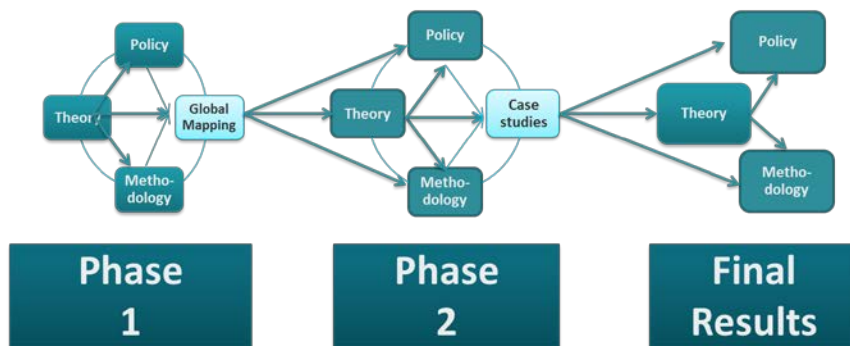 Policy
Theory
Global
Mapping
Metho-
dology
Policy
Theory
Case
studies
Metho-
dology
Policy
Theory
Metho-
dology
Phase
1
Phase
2
Final
Results